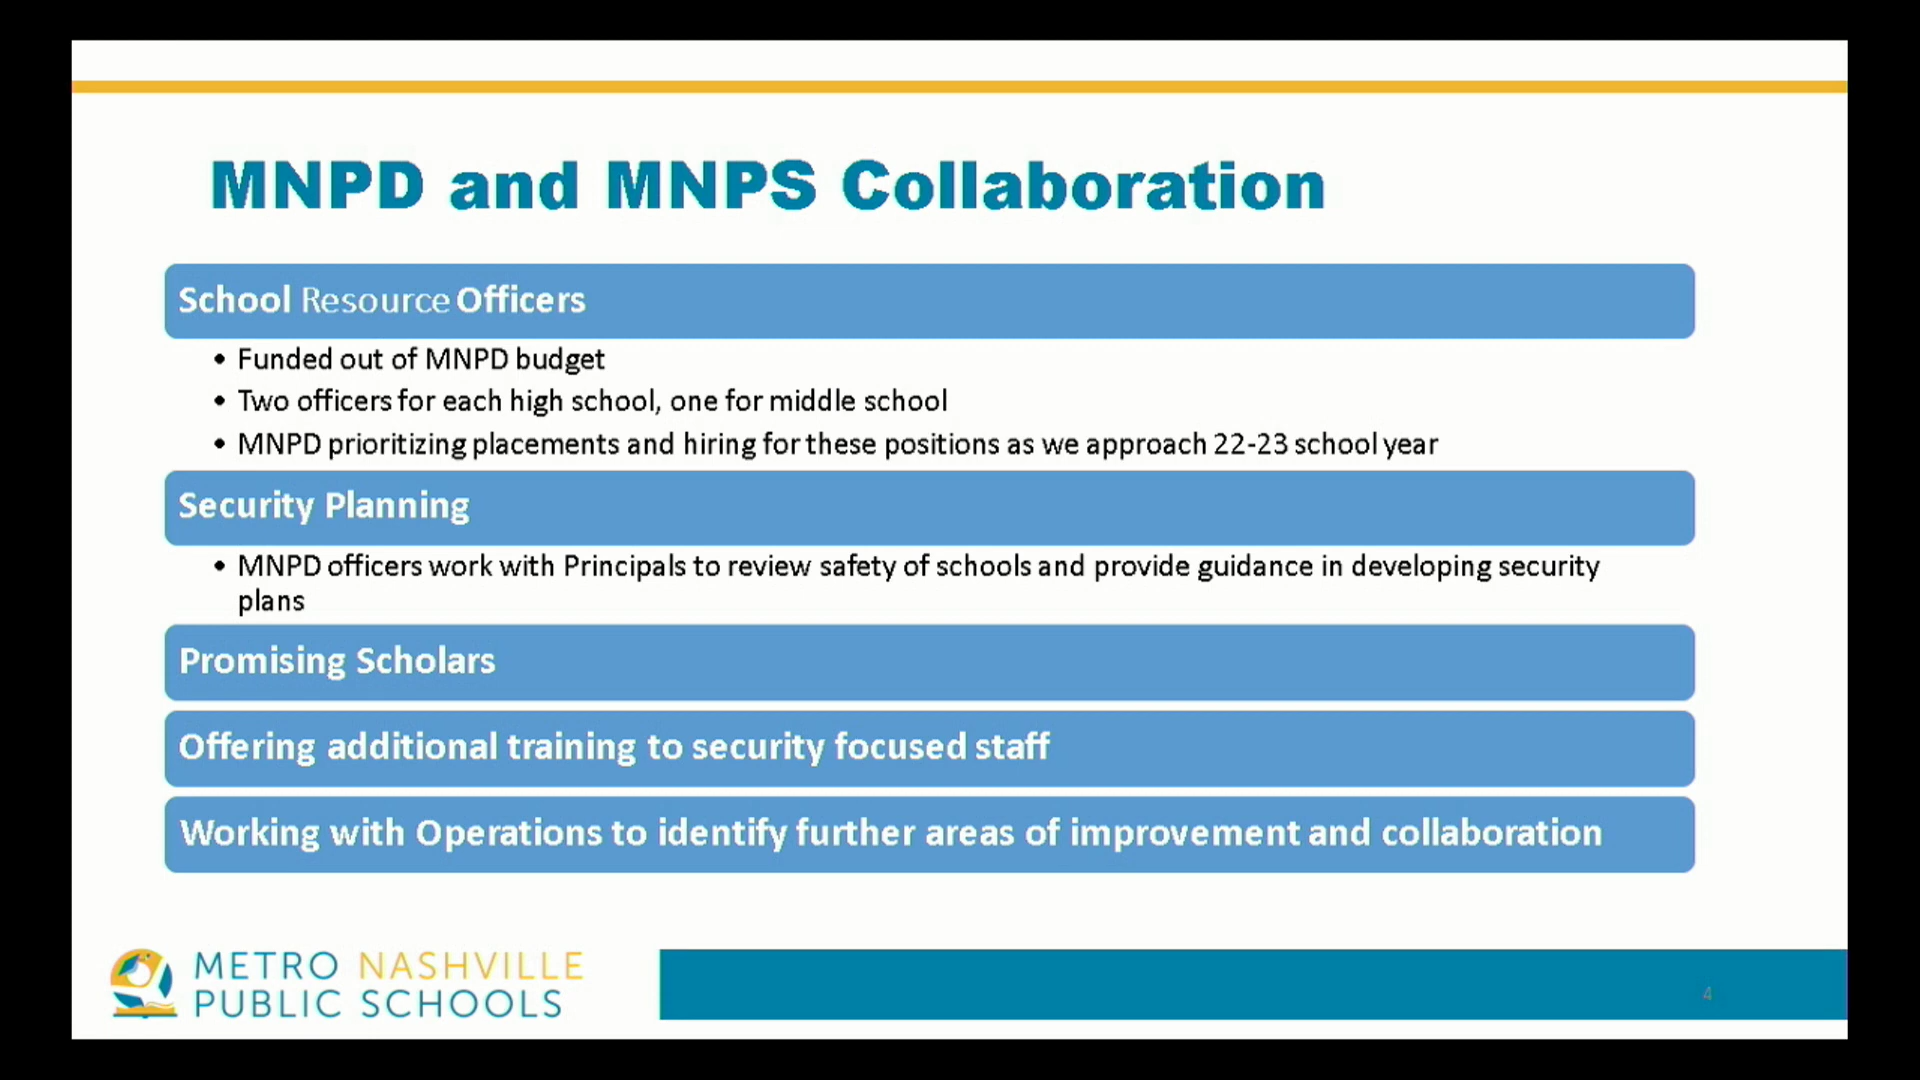 MNPD and MNPS Collaboration
School Resource Officers
• Funded out of MNPD budget
• Two officers for each high school, one for middle school
• MNPD prioritizing placements and hiring for these positions as we approach 22-23 school year
Security Planning
• MNPD officers work with Principals to review safety of schools and provide guidance in developing security
plans
Promising Scholars
Offering additional training to security focused staff
Working with Operations to identify further areas of improvement and collaboration
METRO NASHVILLE
PUBLIC SCHOOLS
4